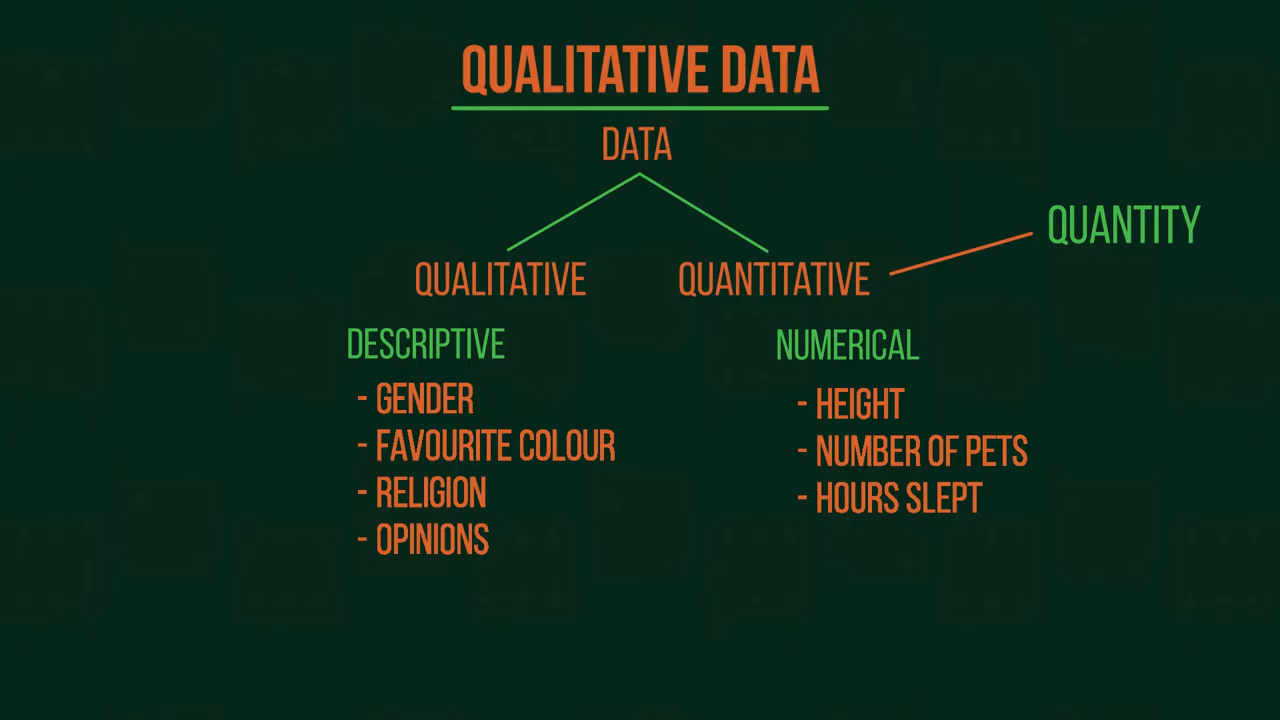 QUALITATIVE DATA
DATA
QUANTITY
QUALITATIVE
QUANTITATIVE
DESCRIPTIVE
- GENDER
- FAVOURITE COLOUR
- RELIGION
- OPINIONS
NUMERICAL
- HEIGHT
- NUMBER OF PETS
- HOURS SLEPT